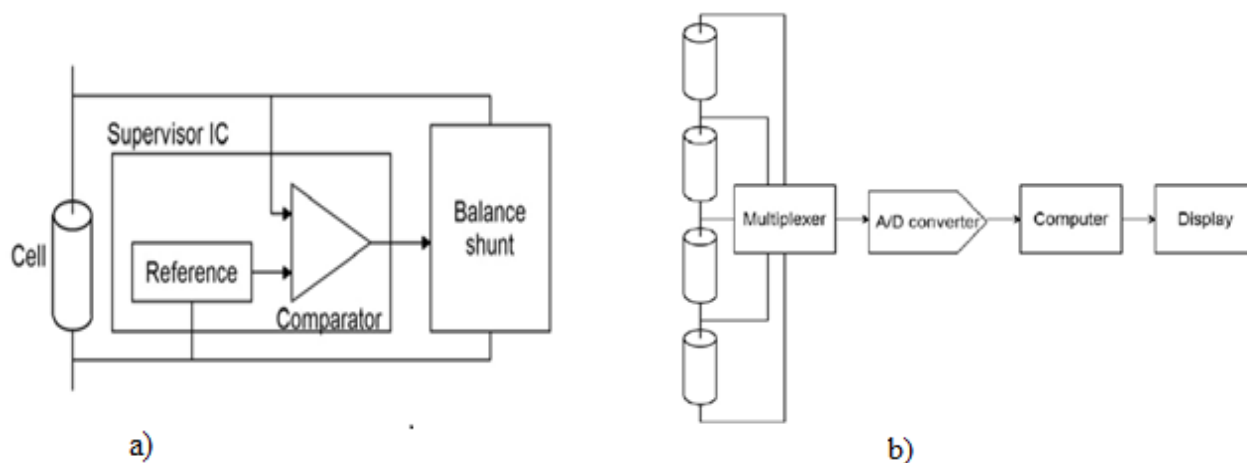 Supervisor IC
Cell
Reference
Comparator
Balance
shunt
a)
Multiplexer
A/D converter
Computer
Display
b)